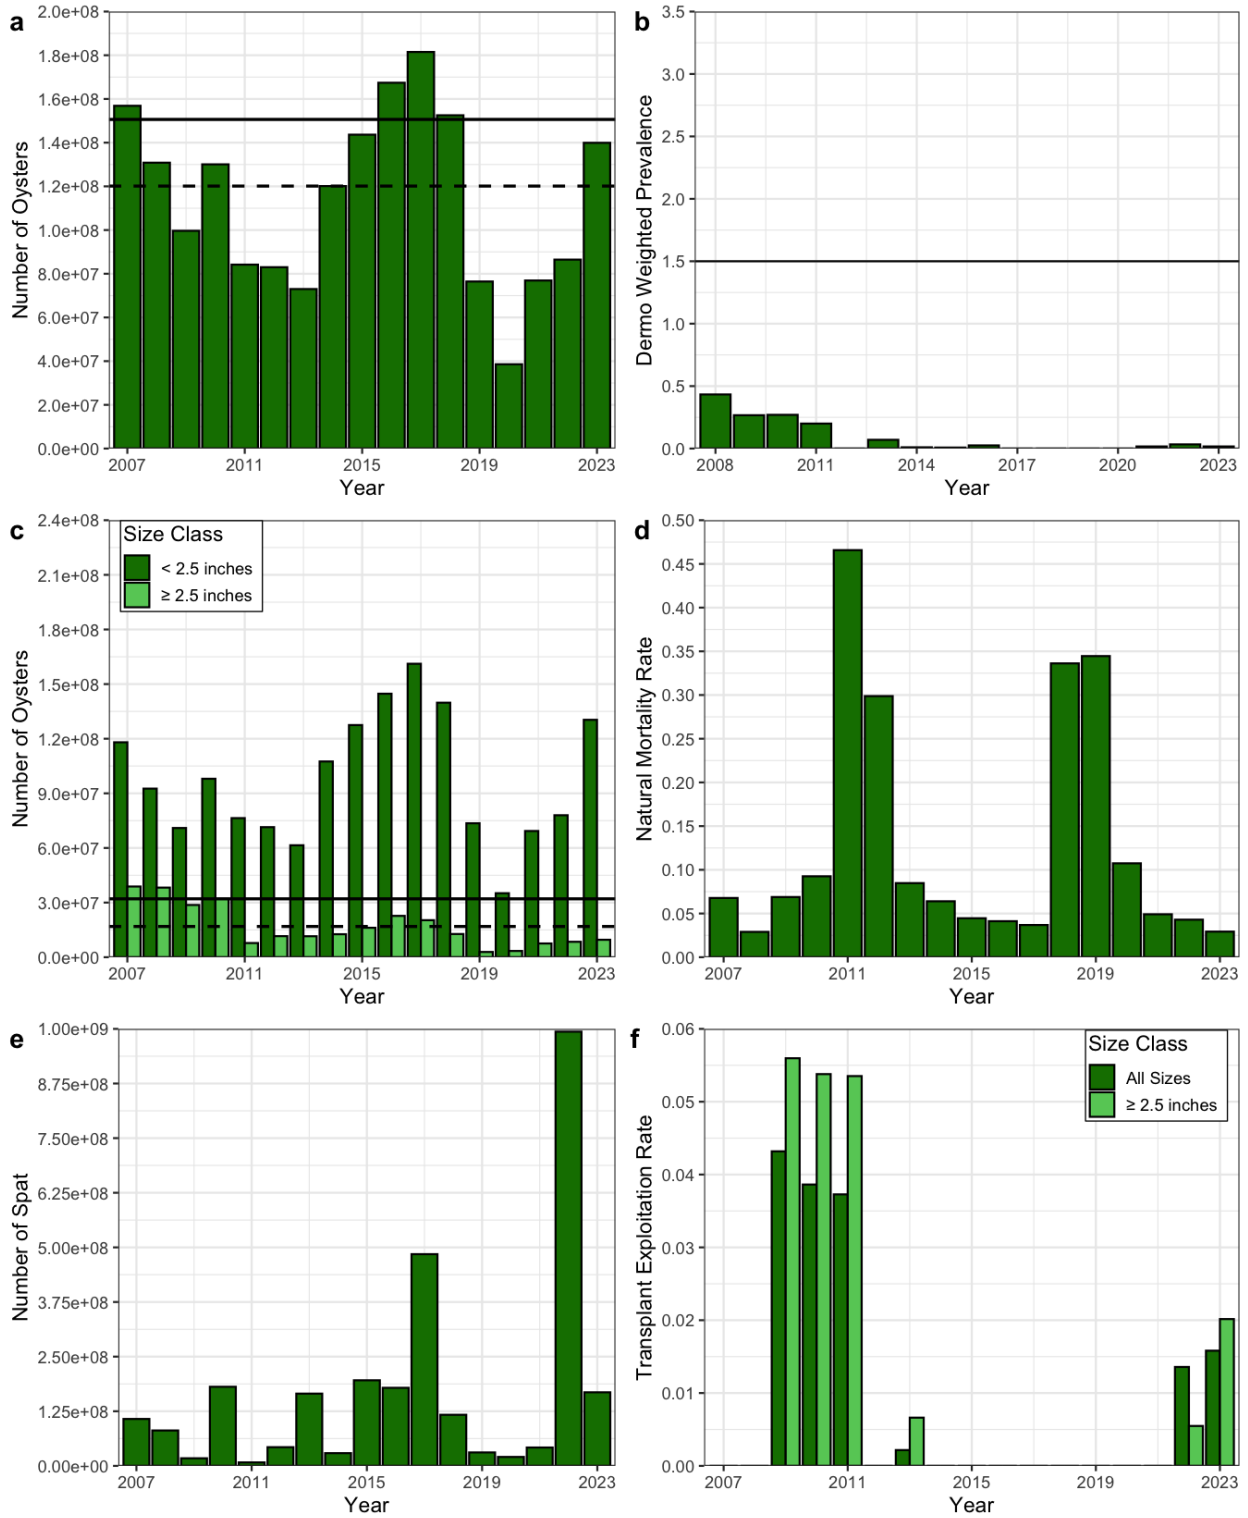 a
2.0e+08
1.8e+08
1.6e+08
1.4e+08
1.2e+08
1.0e+08
8.0e+07
6.0e+07
4.0e+07
2.0e+07
0.0e+00
Number of Oysters
2007 2011 2015 2019 2023
Year
b
3.5
3.0
2.5
2.0
1.5
1.0
0.5
0.0
Dermo Weighted Prevalence
2008 2011 2014 2017 2020 2023
Year
c
2.4e+08
2.1e+08
1.8e+08
1.5e+08
1.2e+08
9.0e+07
6.0e+07
3.0e+07
0.0e+00
Number of Oysters
Size Class
< 2.5 inches
≥ 2.5 inches
2007 2011 2015 2019 2023
Year
d
0.50
0.45
0.40
0.35
0.30
0.25
0.20
0.15
0.10
0.05
0.00
Natural Mortality Rate
2007 2011 2015 2019 2023
Year
e
1.00e+09
8.75e+08
7.50e+08
6.25e+08
5.00e+08
3.75e+08
2.50e+08
1.25e+08
0.00e+00
Number of Spat
2007 2011 2015 2019 2023
Year
f
0.06
0.05
0.04
0.03
0.02
0.01
0.00
Transplant Exploitation Rate
Size Class
All Sizes
≥ 2.5 inches
2007 2011 2015 2019 2023
Year